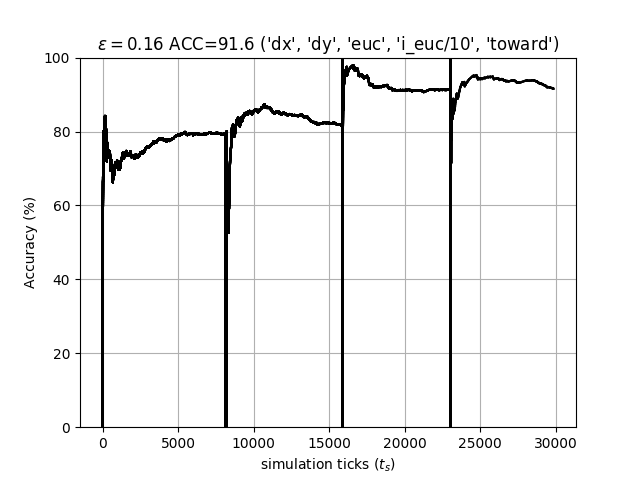 ε = 0.16 ACC=91.6 ('dx', 'dy', 'euc', 'i_euc/10', 'toward')
100
80
60
40
20
0
Accuracy (%)
0 5000 10000 15000 20000 25000 30000
simulation ticks (tₛ)